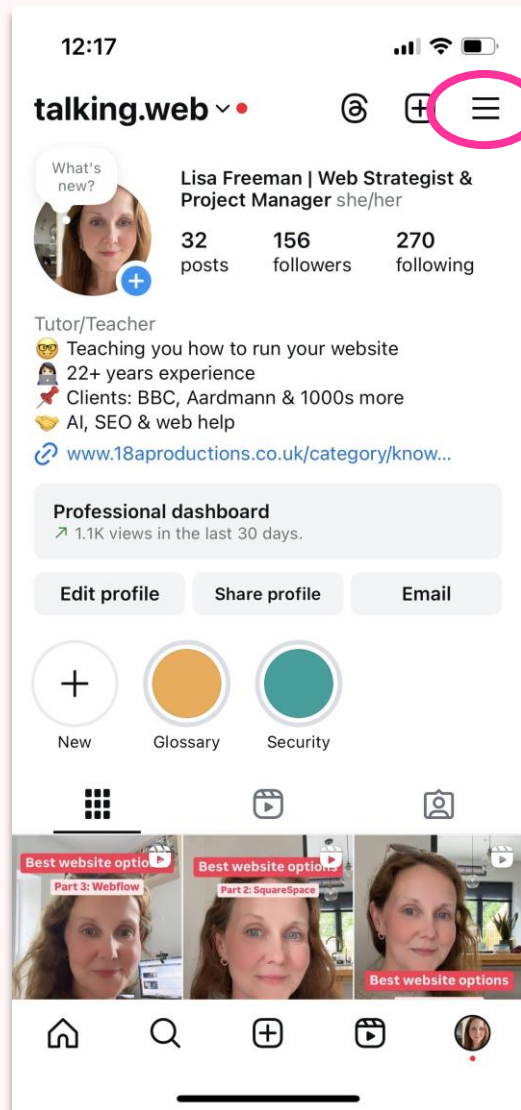 12:17
talking.web
What's
new?
Lisa Freeman | Web Strategist &
Project Manager she/her
32 156 270
posts followers following
Tutor/Teacher
🤓 Teaching you how to run your website
👩🏻‍💻 22+ years experience
📌 Clients: BBC, Aardmann & 1000s more
🤝 AI, SEO & web help
www.18aproductions.co.uk/category/know...
Professional dashboard
↗ 1.1K views in the last 30 days.
Edit profile Share profile Email
New Glossary Security
Best website optio
Part 3: Webflow
Best website options
Part 2: SquareSpace
Best website options